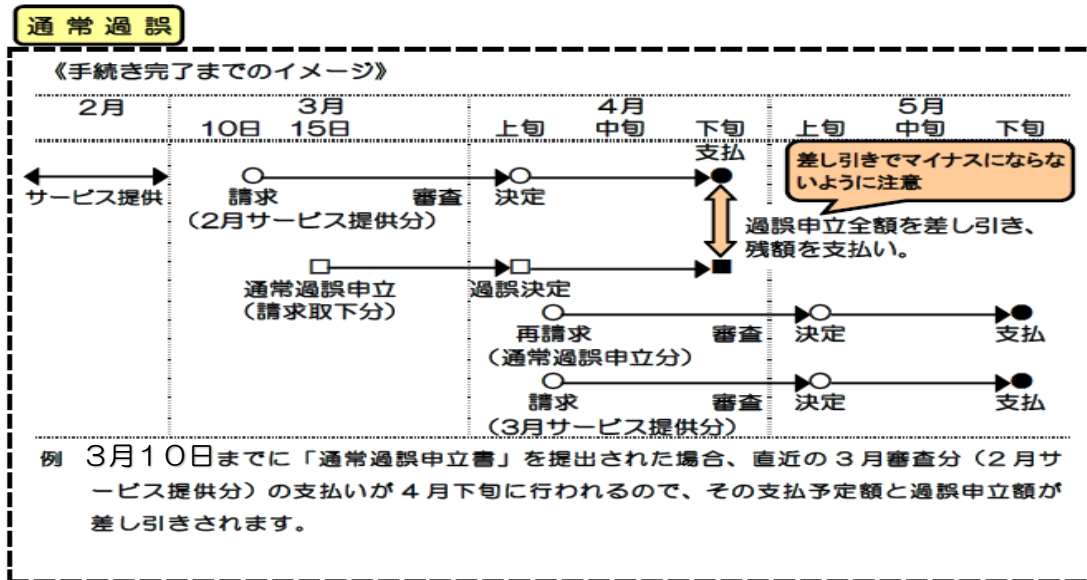 通常過誤
《手続き完了までのイメージ》
2月 3月 4月 5月
10日 15日 上旬 中旬 下旬 上旬 中旬 下旬
支払
差し引きでマイナスにならな
いように注意
サービス提供 請求 審査 決定
(2月サービス提供分)
過誤申立全額を差し引き、
残額を支払い。
通常過誤申立 過誤決定
(請求取下分)
再請求 審査 決定 支払
(通常過誤申立分)
請求 審査 決定 支払
(3月サービス提供分)
例 3月10日までに「通常過誤申立書」を提出された場合、直近の3月審査分(2月サ
ービス提供分)の支払いが4月下旬に行われるので、その支払予定額と過誤申立額が
差し引きされます。